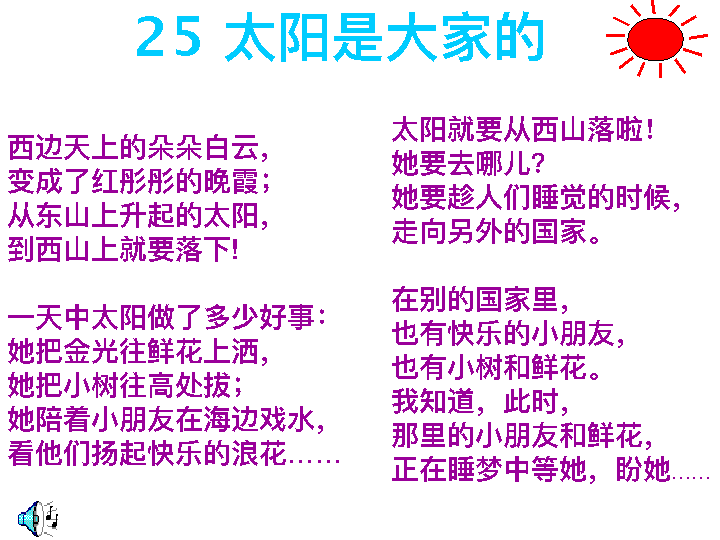 25 太阳是大家的
西边天上的朵朵白云，
变成了红彤彤的晚霞；
从东山上升起的太阳，
到西山上就要落下！
一天中太阳做了多少好事：
她把金光往鲜花上洒，
她把小树往高处拔；
她陪着小朋友在海边戏水，
看他们扬起快乐的浪花……
太阳就要从西山落啦！
她要去哪儿？
她要趁人们睡觉的时候，
走向另外的国家。
在别的国家里，
也有快乐的小朋友，
也有小树和鲜花。
我知道，此时，
那里的小朋友和鲜花，
正在睡梦中等她，盼她……